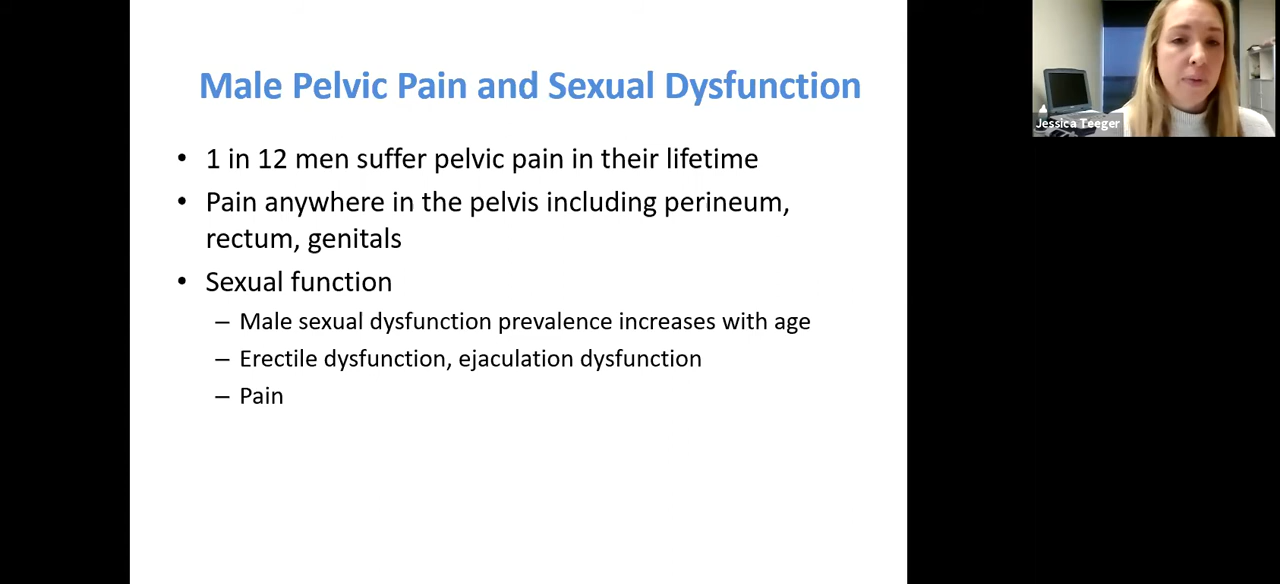 Male Pelvic Pain and Sexual Dysfunction
• 1 in 12 men suffer pelvic pain in their lifetime
• Pain anywhere in the pelvis including perineum,
rectum, genitals
• Sexual function
– Male sexual dysfunction prevalence increases with age
– Erectile dysfunction, ejaculation dysfunction
– Pain
Jessica Teeger